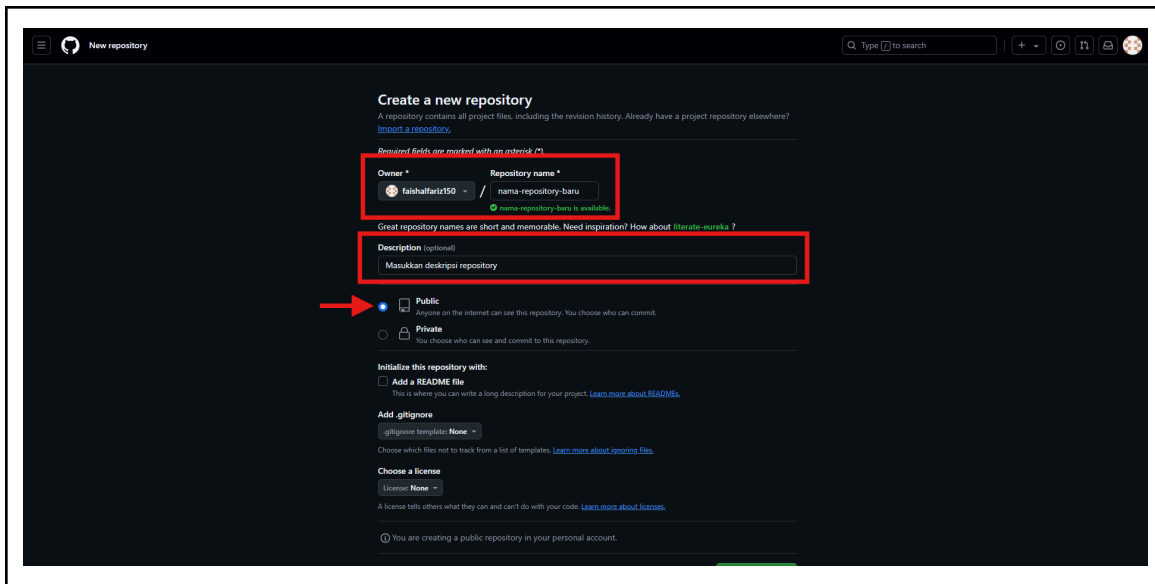 New repository
Type / to search
Create a new repository
A repository contains all project files, including the revision history. Already have a project repository elsewhere?
Import a repository.
Required fields are marked with an asterisk (*).
Owner * Repository name *
faishalfariz150 / nama-repository-baru
nama-repository-baru is available.
Great repository names are short and memorable. Need inspiration? How about literate-eureka ?
Description (optional)
Masukkan deskripsi repository
Public
Anyone on the internet can see this repository. You choose who can commit.
Private
You choose who can see and commit to this repository.
Initialize this repository with:
Add a README file
This is where you can write a long description for your project. Learn more about READMEs.
Add .gitignore
.gitignore template: None
Choose which files not to track from a list of templates. Learn more about ignoring files.
Choose a license
License: None
A license tells others what they can and can't do with your code. Learn more about licenses.
You are creating a public repository in your personal account.